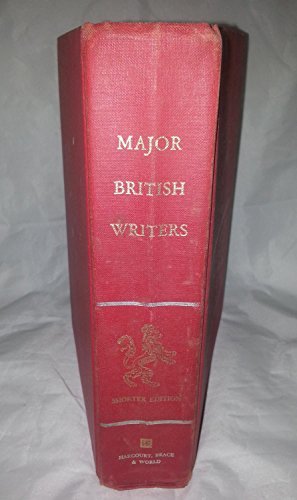 MAJOR
BRITISH
WRITERS
SHORTER EDITION
HARCOURT, BRACE
& WORLD